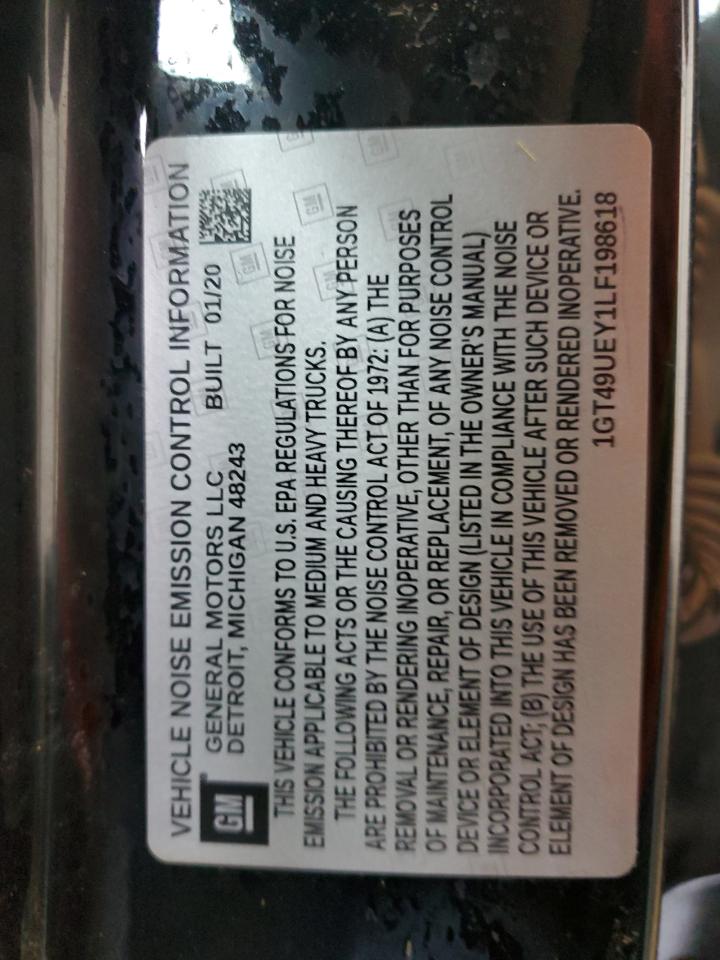 VEHICLE NOISE EMISSION CONTROL INFORMATION
GM
GENERAL MOTORS LLC BUILT 01/20
DETROIT, MICHIGAN 48243
THIS VEHICLE CONFORMS TO U.S. EPA REGULATIONS FOR NOISE
EMISSION APPLICABLE TO MEDIUM AND HEAVY TRUCKS.
THE FOLLOWING ACTS OR THE CAUSING THEREOF BY ANY PERSON
ARE PROHIBITED BY THE NOISE CONTROL ACT OF 1972: (A) THE
REMOVAL OR RENDERING INOPERATIVE, OTHER THAN FOR PURPOSES
OF MAINTENANCE, REPAIR, OR REPLACEMENT, OF ANY NOISE CONTROL
DEVICE OR ELEMENT OF DESIGN (LISTED IN THE OWNER'S MANUAL)
INCORPORATED INTO THIS VEHICLE IN COMPLIANCE WITH THE NOISE
CONTROL ACT; (B) THE USE OF THIS VEHICLE AFTER SUCH DEVICE OR
ELEMENT OF DESIGN HAS BEEN REMOVED OR RENDERED INOPERATIVE.
1GT49UEY1LF198618